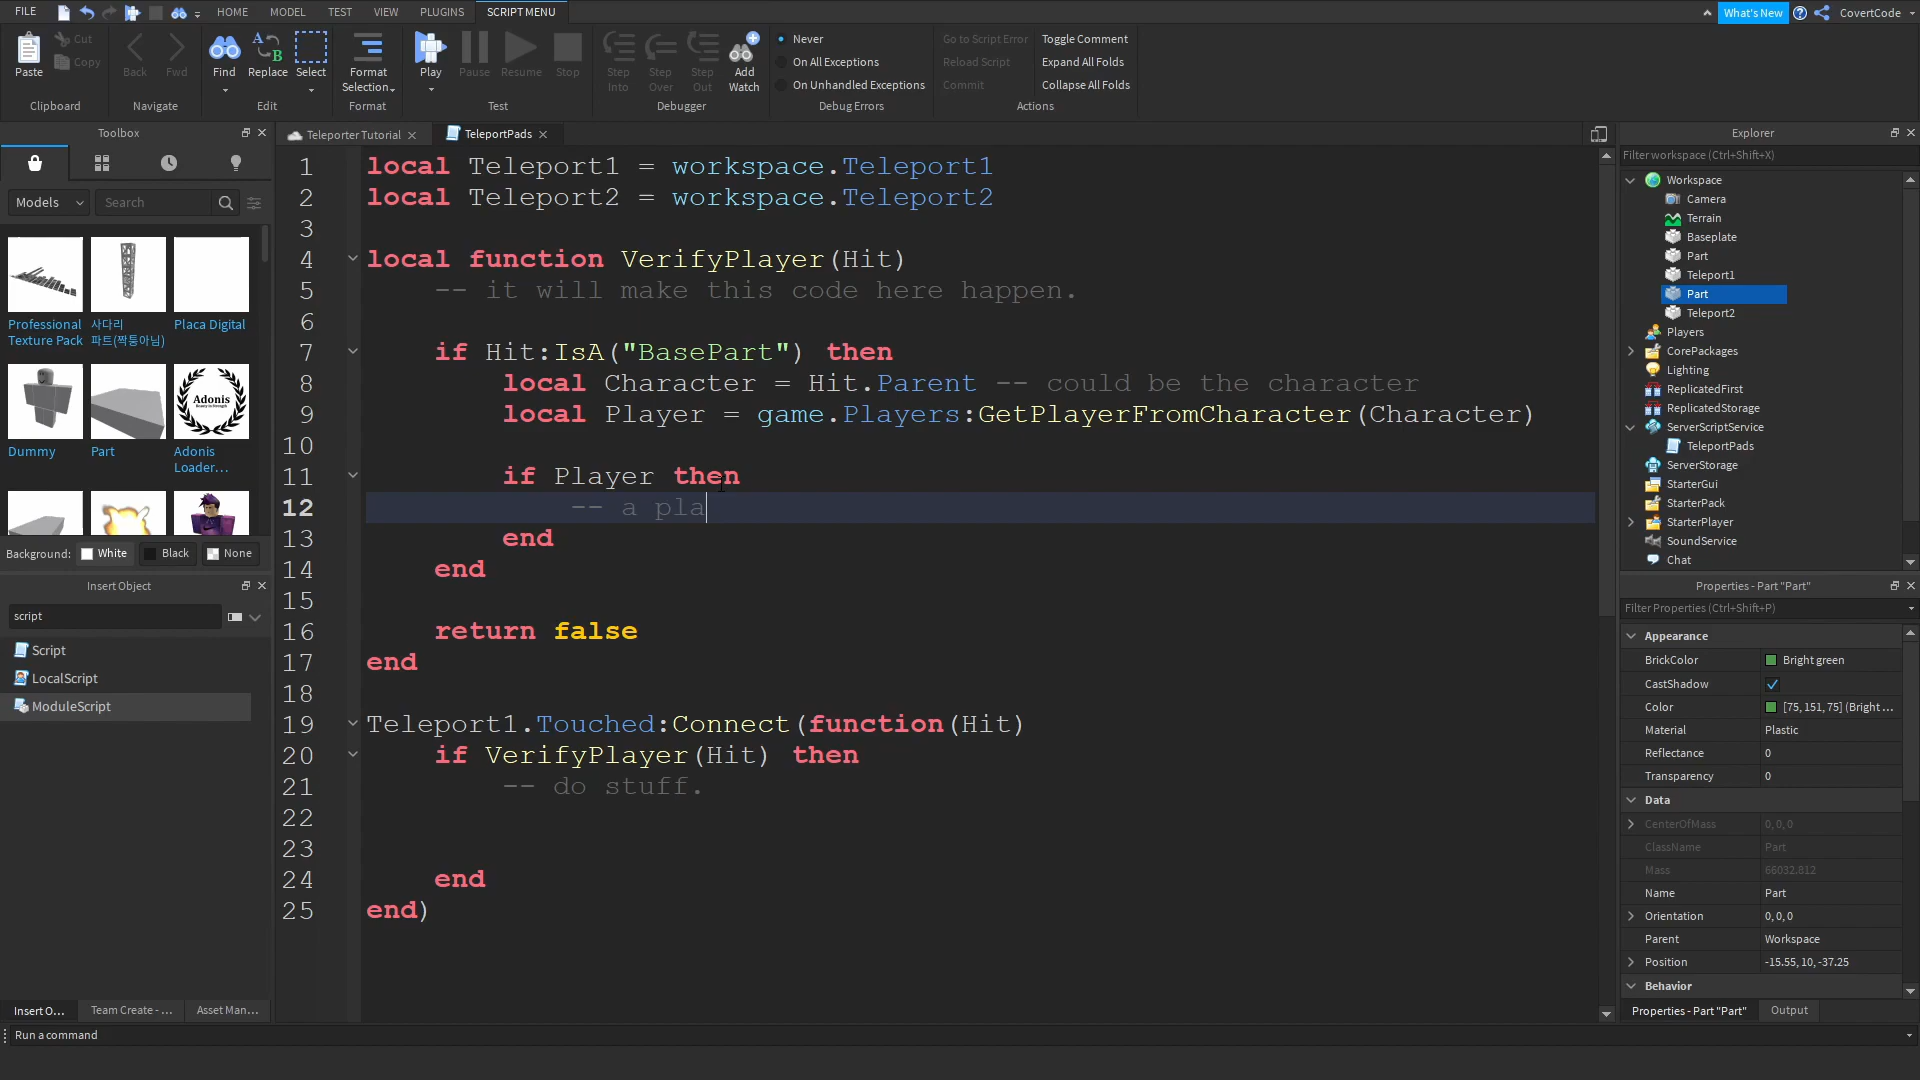 FILE
HOME
MODEL
TEST
VIEW
PLUGINS
SCRIPT MENU
What's New
CovertCode
Paste
Cut
Copy
Clipboard
Back
Fwd
Navigate
Find
Replace
Select
Edit
Format
Selection
Format
Play
Pause
Resume
Stop
Test
Step
Into
Step
Over
Step
Out
Add
Watch
Debugger
Never
On All Exceptions
On Unhandled Exceptions
Debug Errors
Go to Script Error
Reload Script
Commit
Toggle Comment
Expand All Folds
Collapse All Folds
Actions
Toolbox
Models
Search
Professional
Texture Pack
사다리
파트(짝퉁아님)
Placa Digital
Dummy
Part
Adonis
Adonis
Loader...
Background:
White
Black
None
Insert Object
script
Script
LocalScript
ModuleScript
Insert O...
Team Create - ...
Asset Man...
Run a command
Teleporter Tutorial
TeleportPads
1 local Teleport1 = workspace.Teleport1
2 local Teleport2 = workspace.Teleport2
3
4 local function VerifyPlayer(Hit)
5 -- it will make this code here happen.
6
7 if Hit:IsA("BasePart") then
8 local Character = Hit.Parent -- could be the character
9 local Player = game.Players:GetPlayerFromCharacter(Character)
10
11 if Player then
12 -- a pla
13 end
14 end
15
16 return false
17 end
18
19 Teleport1.Touched:Connect(function(Hit)
20 if VerifyPlayer(Hit) then
21 -- do stuff.
22
23
24 end
25 end)
Explorer
Filter workspace (Ctrl+Shift+X)
Workspace
Camera
Terrain
Baseplate
Part
Teleport1
Part
Teleport2
Players
CorePackages
Lighting
ReplicatedFirst
ReplicatedStorage
ServerScriptService
TeleportPads
ServerStorage
StarterGui
StarterPack
StarterPlayer
SoundService
Chat
Properties - Part "Part"
Filter Properties (Ctrl+Shift+P)
Appearance
BrickColor Bright green
CastShadow
Color [75, 151, 75] (Bright ...
Material Plastic
Reflectance 0
Transparency 0
Data
CenterOfMass 0, 0, 0
ClassName Part
Mass 66032.812
Name Part
Orientation 0, 0, 0
Parent Workspace
Position -15.55, 10, -37.25
Behavior
Properties - Part "Part"
Output